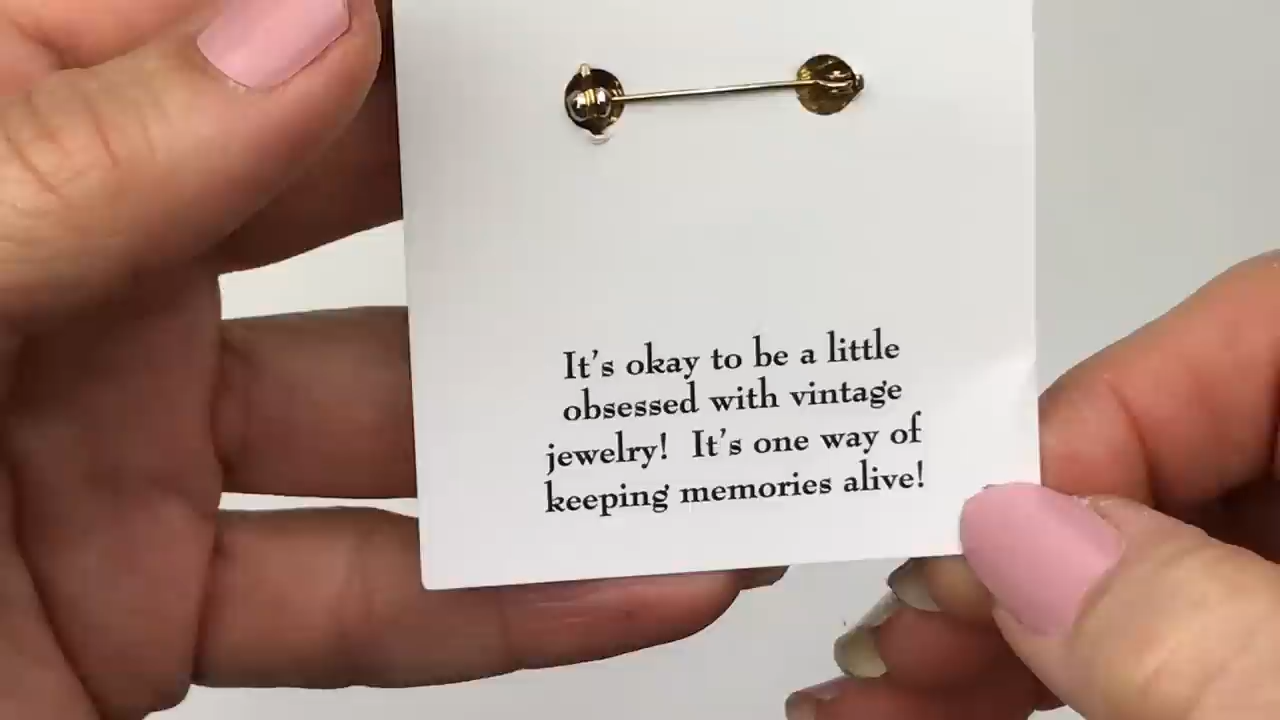 It's okay to be a little
obsessed with vintage
jewelry!  It's one way of
keeping memories alive!